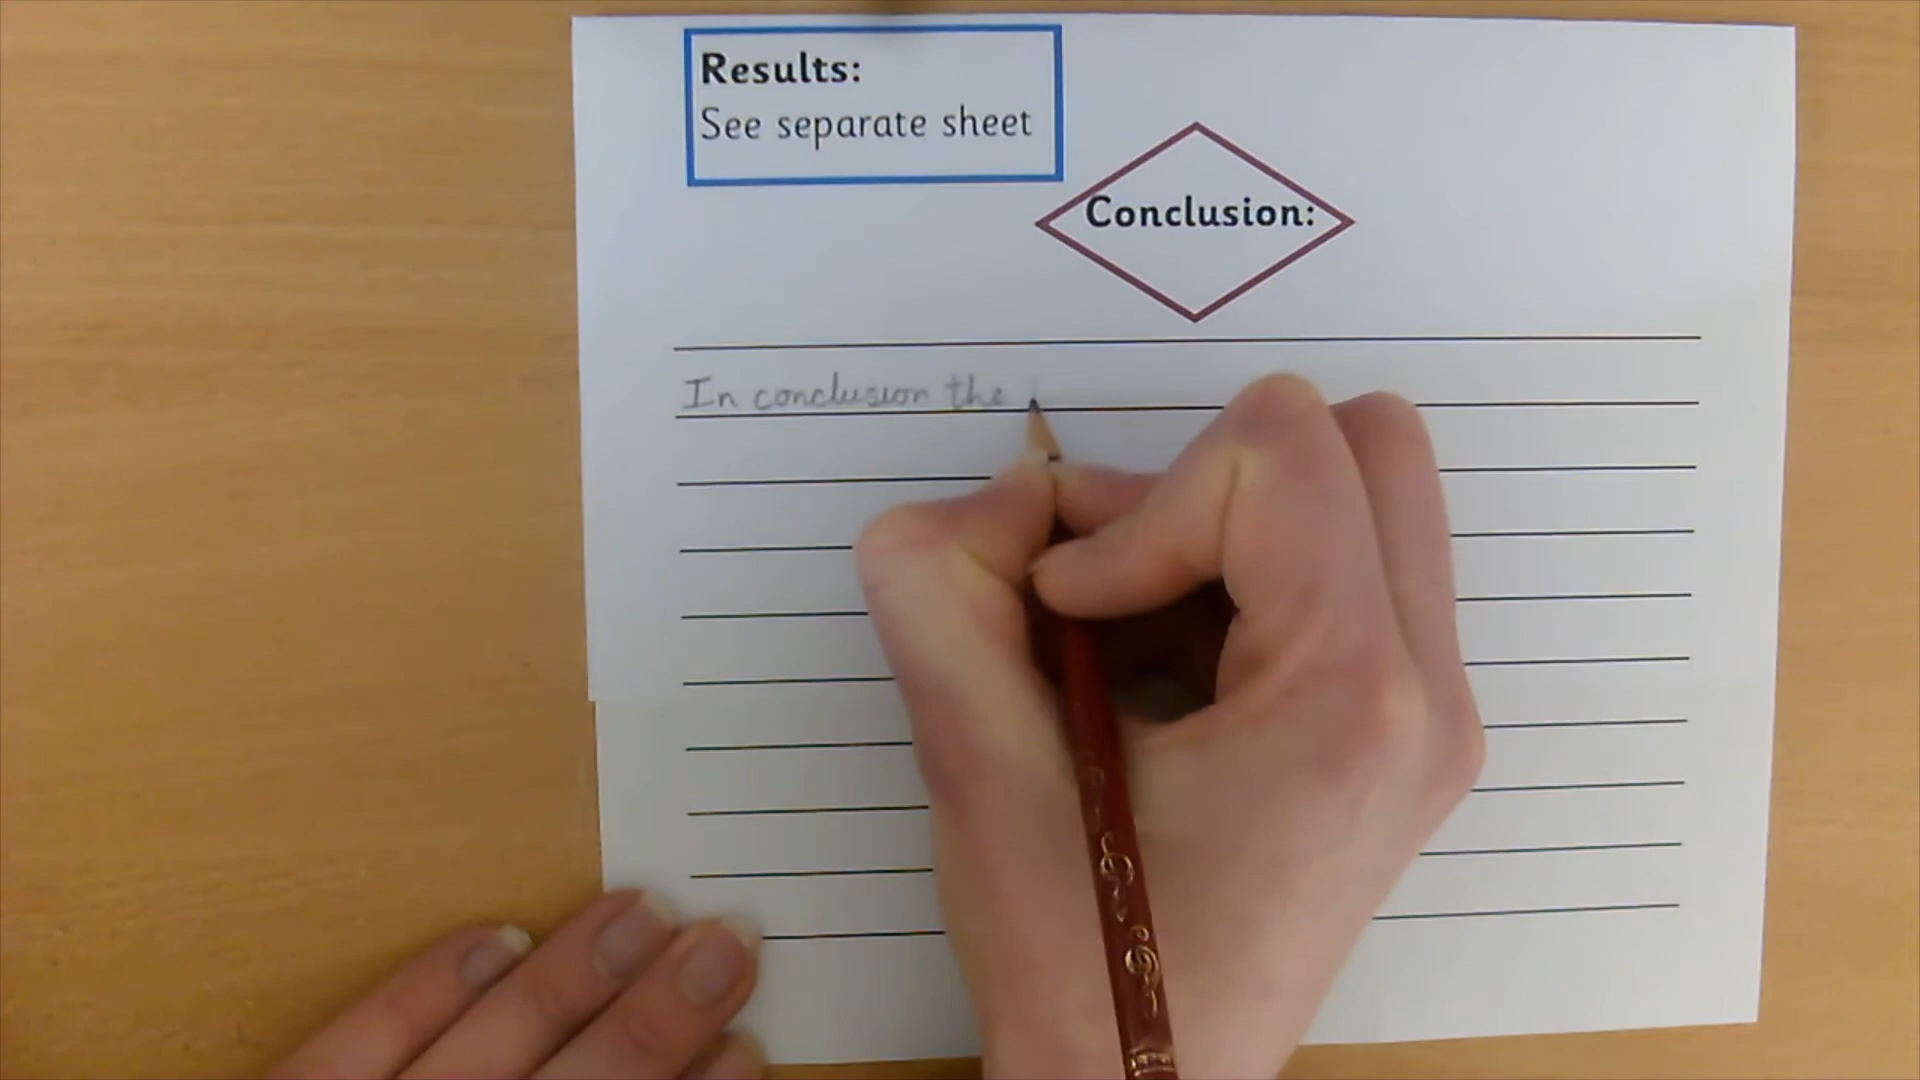 Results:
See separate sheet
Conclusion:
In conclusion the